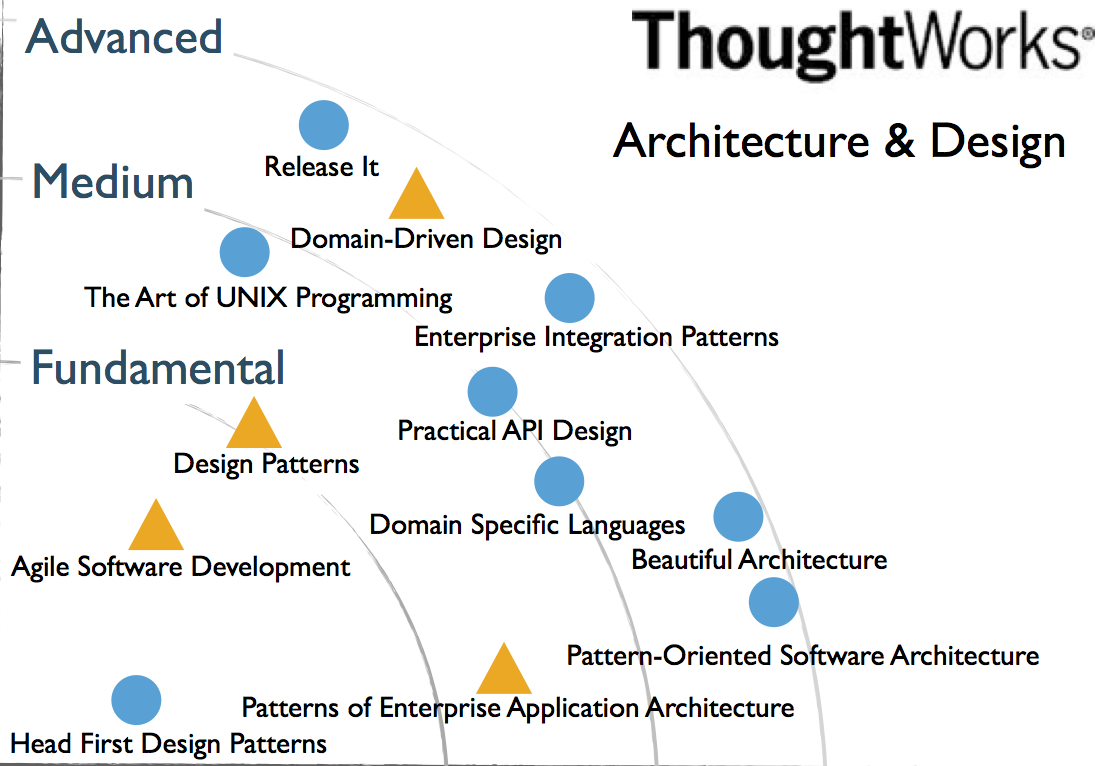 Advanced
ThoughtWorks®
Architecture & Design
Release It
Medium
Domain-Driven Design
The Art of UNIX Programming
Enterprise Integration Patterns
Fundamental
Practical API Design
Design Patterns
Domain Specific Languages
Beautiful Architecture
Agile Software Development
Pattern-Oriented Software Architecture
Patterns of Enterprise Application Architecture
Head First Design Patterns